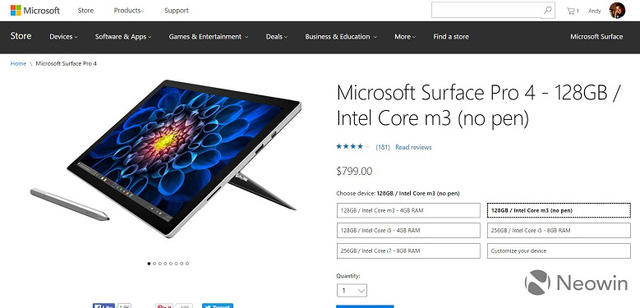 Microsoft
Store Products Support
1 Andy
Store
Devices Software & Apps Games & Entertainment Deals Business & Education More Find a store Microsoft Surface
Home \ Microsoft Surface Pro 4
Microsoft Surface Pro 4 - 128GB /
Intel Core m3 (no pen)
(181) Read reviews
$799.00
Choose device: 128GB / Intel Core m3 (no pen)
128GB / Intel Core m3 - 4GB RAM 128GB / Intel Core m3 (no pen)
128GB / Intel Core i5 - 4GB RAM 256GB / Intel Core i5 - 8GB RAM
256GB / Intel Core i7 - 8GB RAM Customize your device
Quantity:
1
Neowin
Like Tweet